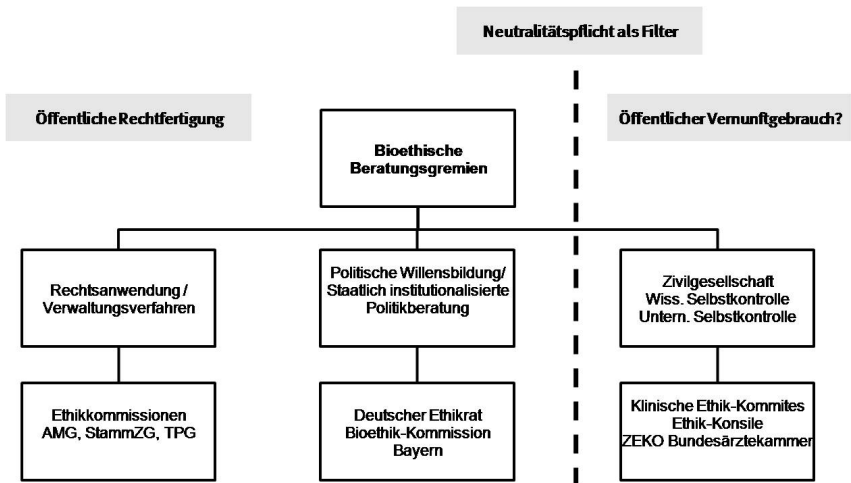 Neutralitätspflicht als Filter
Öffentliche Rechtfertigung
Öffentlicher Vernunftgebrauch?
Bioethische
Beratungsgremien
Rechtsanwendung /
Verwaltungsverfahren
Politische Willensbildung/
Staatlich institutionalisierte
Politikberatung
Zivilgesellschaft
Wiss. Selbstkontrolle
Untern. Selbstkontrolle
Ethikkommissionen
AMG, StammZG, TPG
Deutscher Ethikrat
Bioethik-Kommission
Bayern
Klinische Ethik-Kommites
Ethik-Konsile
ZEKO Bundesärztekammer